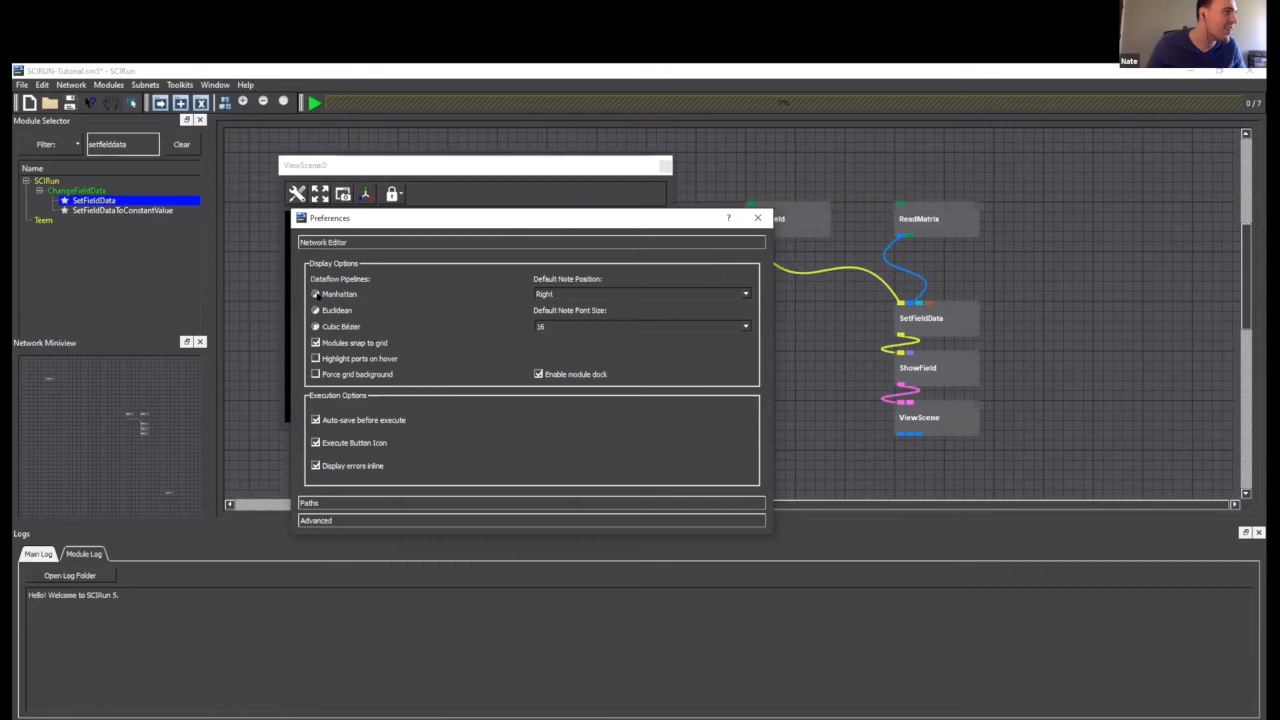 Nate
SCIRUN-Tutorial.srn5* - SCIRun
File Edit Network Modules Subnets Toolkits Window Help
0%
0 / 7
Module Selector
Filter: setfielddata Clear
Name
SCIRun
ChangeFieldData
SetFieldData
SetFieldDataToConstantValue
Teem
Network Miniview
ViewScene:0
Preferences
?
Network Editor
Display Options
Dataflow Pipelines:
Manhattan
Euclidean
Cubic Bézier
Modules snap to grid
Highlight ports on hover
Force grid background
Default Note Position:
Right
Default Note Font Size:
16
Enable module dock
Execution Options
Auto-save before execute
Execute Button Icon
Display errors inline
Paths
Advanced
ReadMatrix
SetFieldData
ShowField
ViewScene
Logs
Main Log Module Log
Open Log Folder
Hello! Welcome to SCIRun 5.